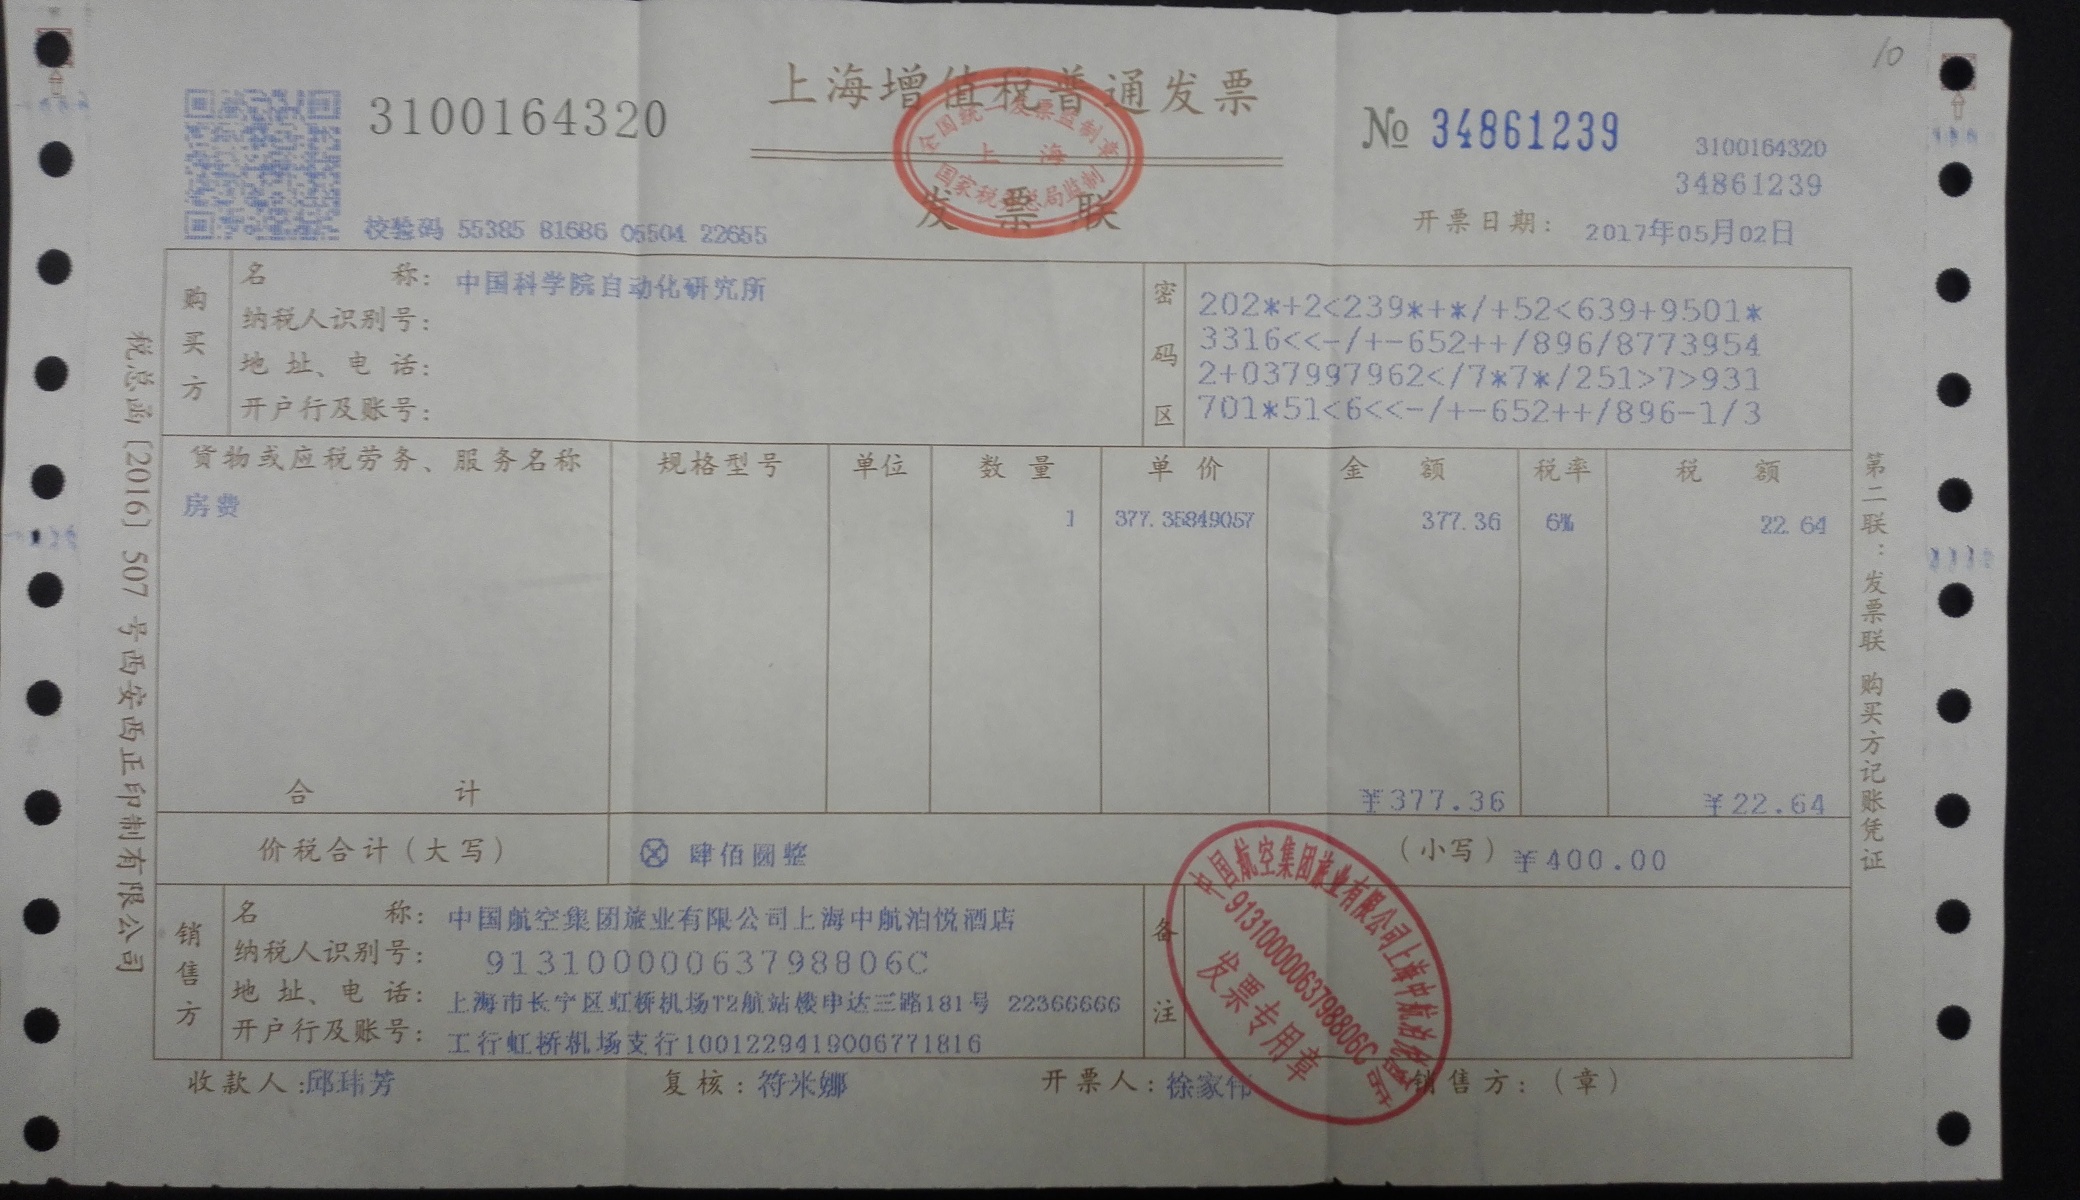 10
上海增值税普通发票
3100164320
No 34861239
3100164320
34861239
全国统一发票监制章
上海
国家税务总局监制
发票联
校验码 55385 81686 05504 22655
开票日期: 2017年05月02日
购买方
名称: 中国科学院自动化研究所
纳税人识别号:
地址、电话:
开户行及账号:
密码区
202*+2<239*+*/+52<639+9501*
3316<<-/+-652++/896/8773954
2+037997962</7*7*/251>7>931
701*51<6<<-/+-652++/896-1/3
货物或应税劳务、服务名称 规格型号 单位 数量 单价 金额 税率 税额
房费 1 377.35849057 377.36 6% 22.64
合计 ¥377.36 ¥22.64
价税合计(大写) ⊗ 肆佰圆整 (小写) ¥400.00
销售方
名称: 中国航空集团旅业有限公司上海中航泊悦酒店
纳税人识别号: 91310000063798806C
地址、电话: 上海市长宁区虹桥机场T2航站楼申达三路181号 22366666
开户行及账号: 工行虹桥机场支行1001229419006771816
备注
中国航空集团旅业有限公司上海中航泊悦酒店
91310000063798806C
发票专用章
收款人:邱玮芳 复核:符米娜 开票人:徐家伟 销售方:(章)
税总函〔2016〕507号西安西正印制有限公司
第二联:发票联 购买方记账凭证